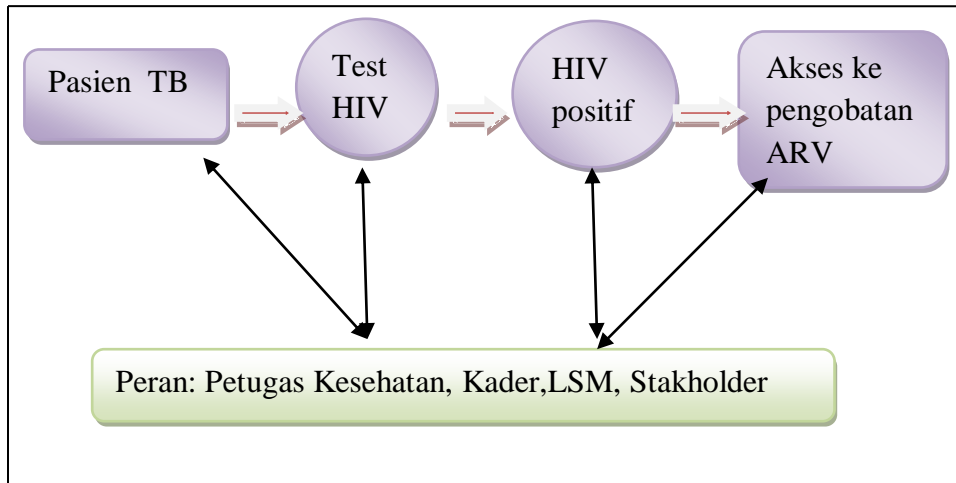 Pasien TB
Test
HIV
HIV
positif
Akses ke
pengobatan
ARV
Peran: Petugas Kesehatan, Kader,LSM, Stakholder